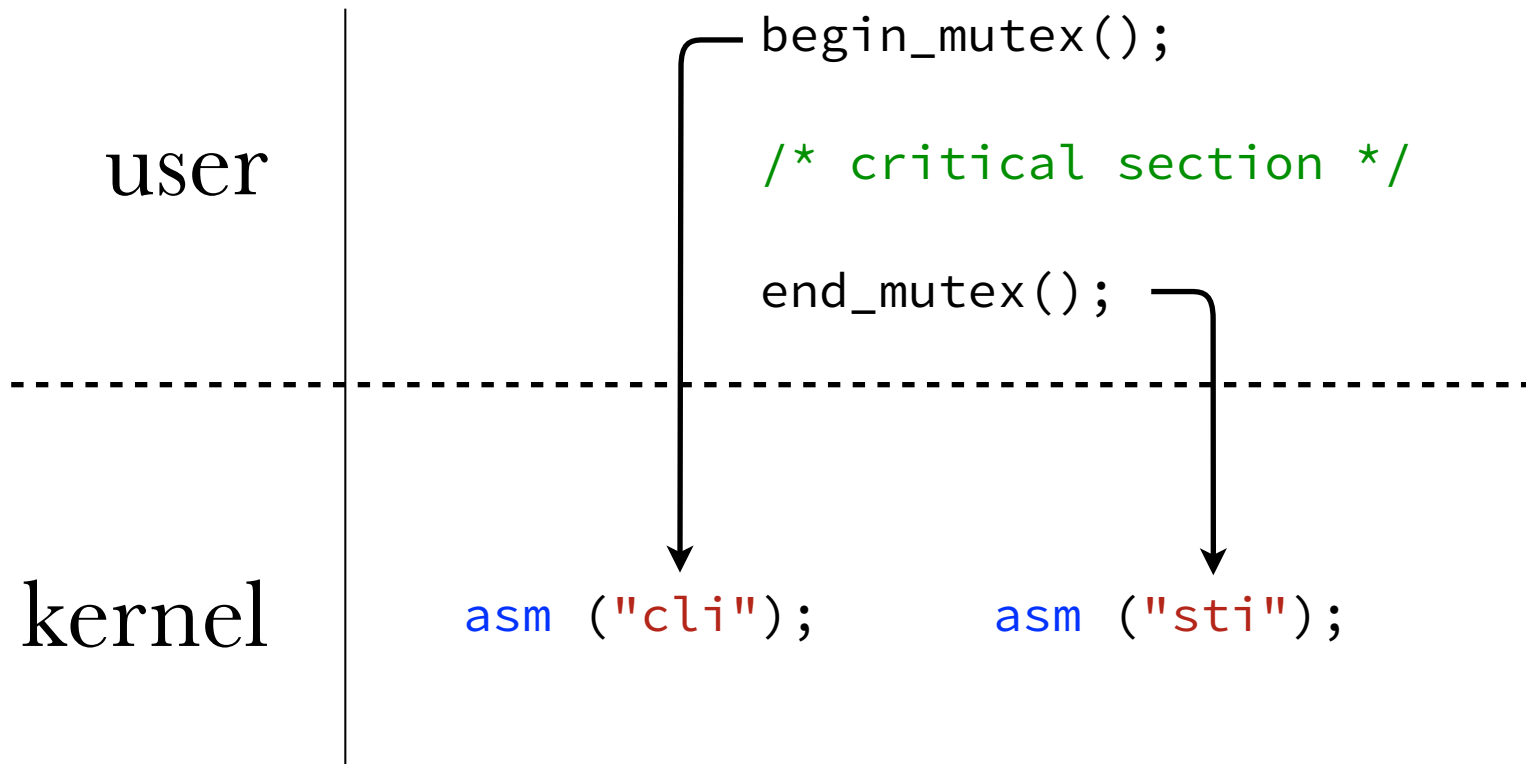 begin_mutex();
user
/* critical section */
end_mutex();
kernel
asm ("cli");
asm ("sti");